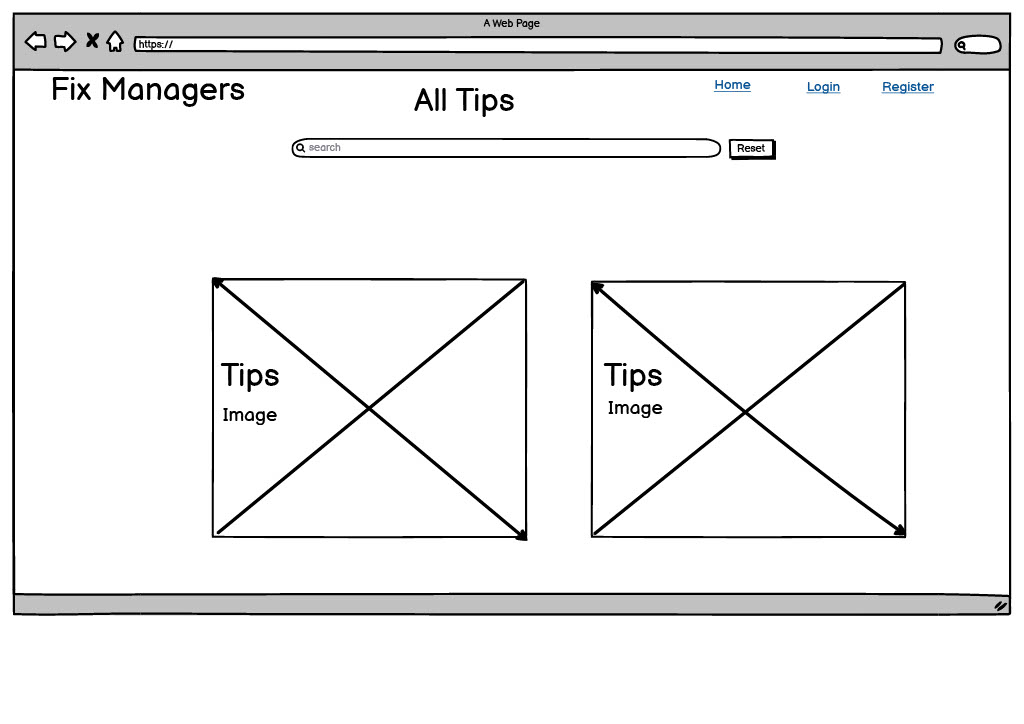 A Web Page
https://
Fix Managers
All Tips
Home
Login
Register
search
Reset
Tips
Image
Tips
Image